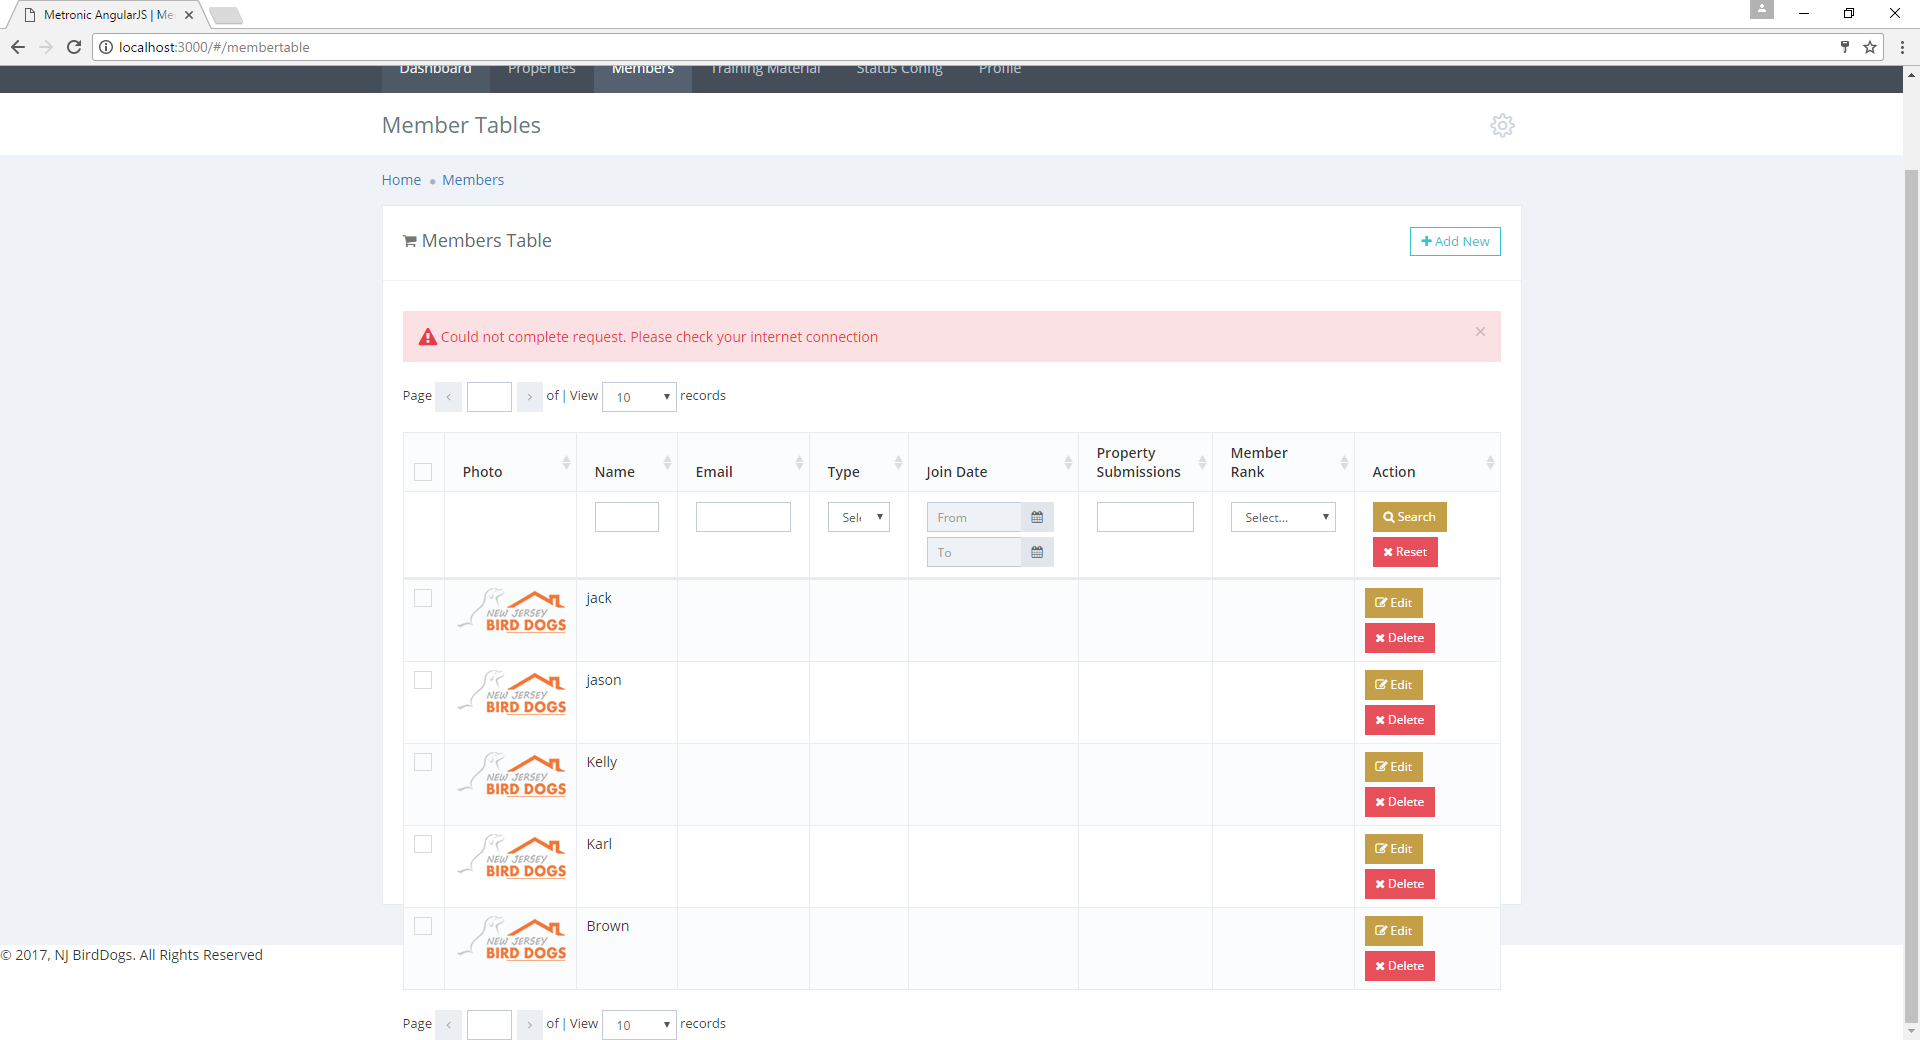 Metronic AngularJS | Me
localhost:3000/#/membertable
Dashboard Properties Members Training Material Status Config Profile
Member Tables
Home Members
Members Table
Add New
Could not complete request. Please check your internet connection
×
Page < > of | View 10 records
Photo Name Email Type Join Date Property Submissions Member Rank Action
Sele From Select... Search
To Reset
NEW JERSEY BIRD DOGS jack Edit
Delete
NEW JERSEY BIRD DOGS jason Edit
Delete
NEW JERSEY BIRD DOGS Kelly Edit
Delete
NEW JERSEY BIRD DOGS Karl Edit
Delete
NEW JERSEY BIRD DOGS Brown Edit
Delete
© 2017, NJ BirdDogs. All Rights Reserved
Page < > of | View 10 records